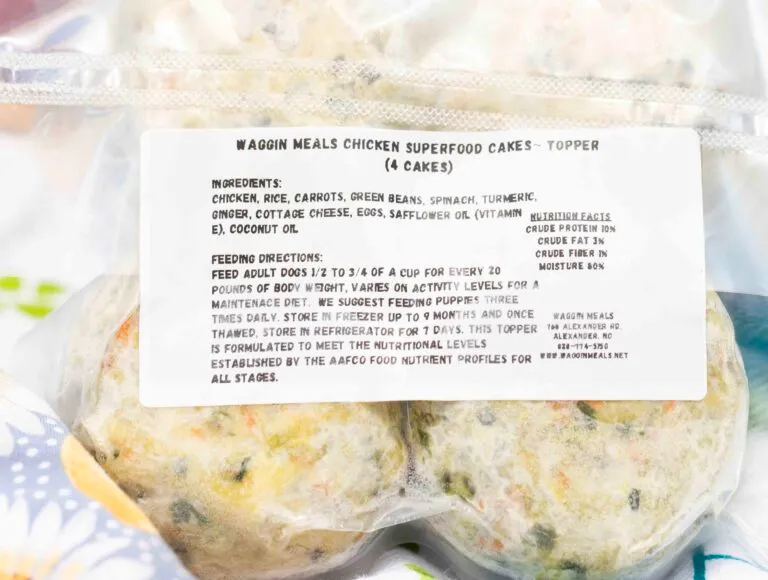 WAGGIN MEALS CHICKEN SUPERFOOD CAKES~ TOPPER
(4 CAKES)
INGREDIENTS:
CHICKEN, RICE, CARROTS, GREEN BEANS, SPINACH, TURMERIC,
GINGER, COTTAGE CHEESE, EGGS, SAFFLOWER OIL (VITAMIN
E), COCONUT OIL
NUTRITION FACTS
CRUDE PROTEIN 10%
CRUDE FAT 3%
CRUDE FIBER 1%
MOISTURE 80%
FEEDING DIRECTIONS:
FEED ADULT DOGS 1/2 TO 3/4 OF A CUP FOR EVERY 20
POUNDS OF BODY WEIGHT, VARIES ON ACTIVITY LEVELS FOR A
MAINTENACE DIET. WE SUGGEST FEEDING PUPPIES THREE
TIMES DAILY. STORE IN FREEZER UP TO 9 MONTHS AND ONCE
THAWED, STORE IN REFRIGERATOR FOR 7 DAYS. THIS TOPPER
IS FORMULATED TO MEET THE NUTRITIONAL LEVELS
ESTABLISHED BY THE AAFCO FOOD NUTRIENT PROFILES FOR
ALL STAGES.
WAGGIN MEALS
ALEXANDER RD.
ALEXANDER, NC
WWW.WAGGINMEALS.NET